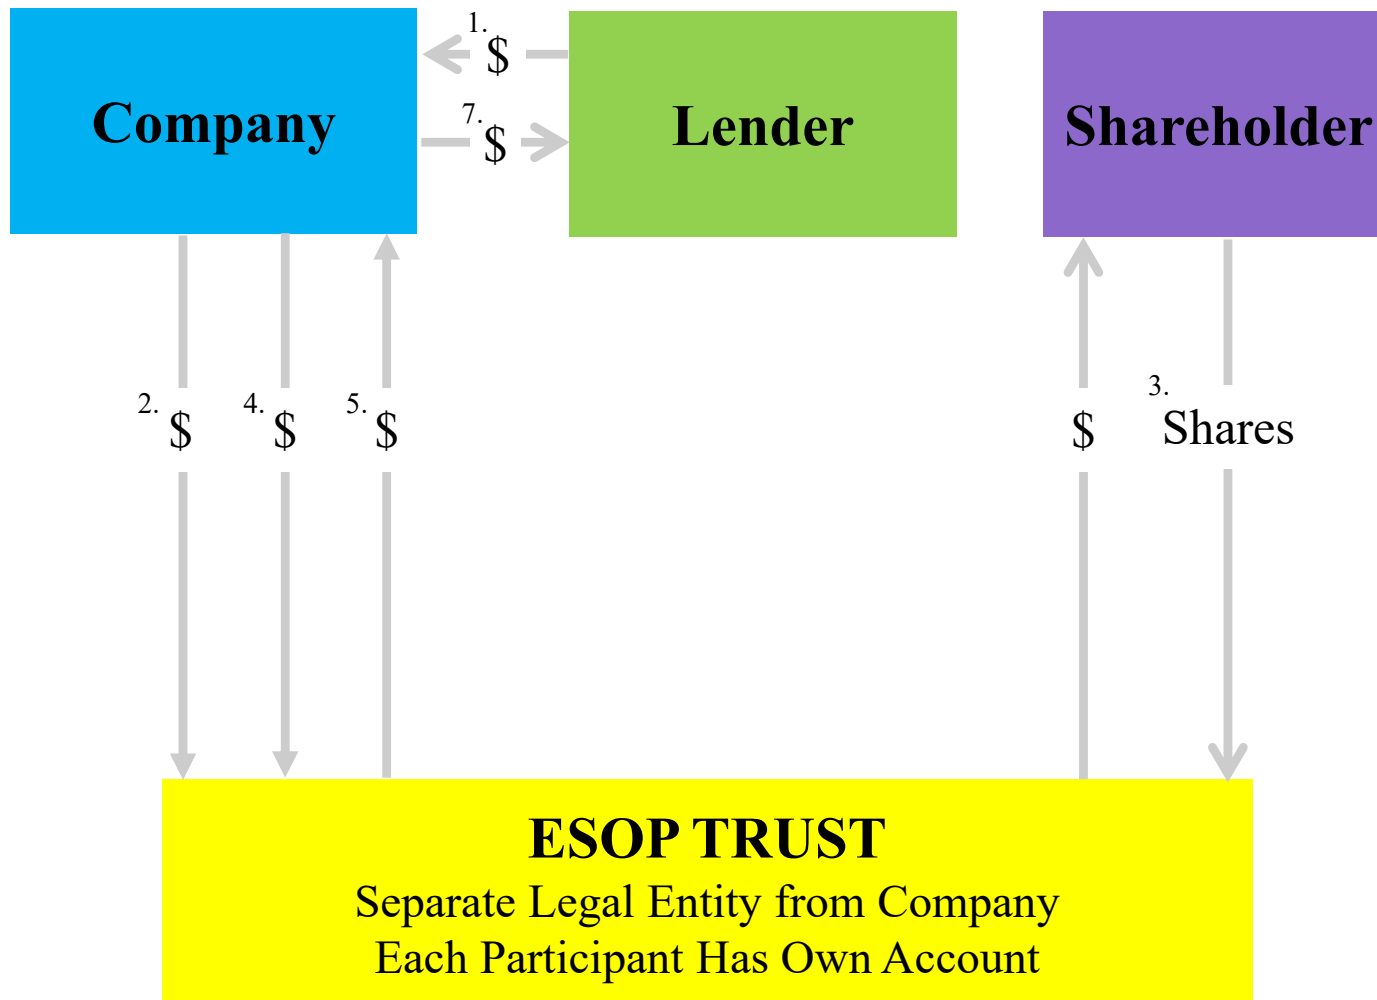 1.
$
Company
Lender
Shareholder
7.
$
2.
$
4.
$
5.
$
$
3.
Shares
ESOP TRUST
Separate Legal Entity from Company
Each Participant Has Own Account